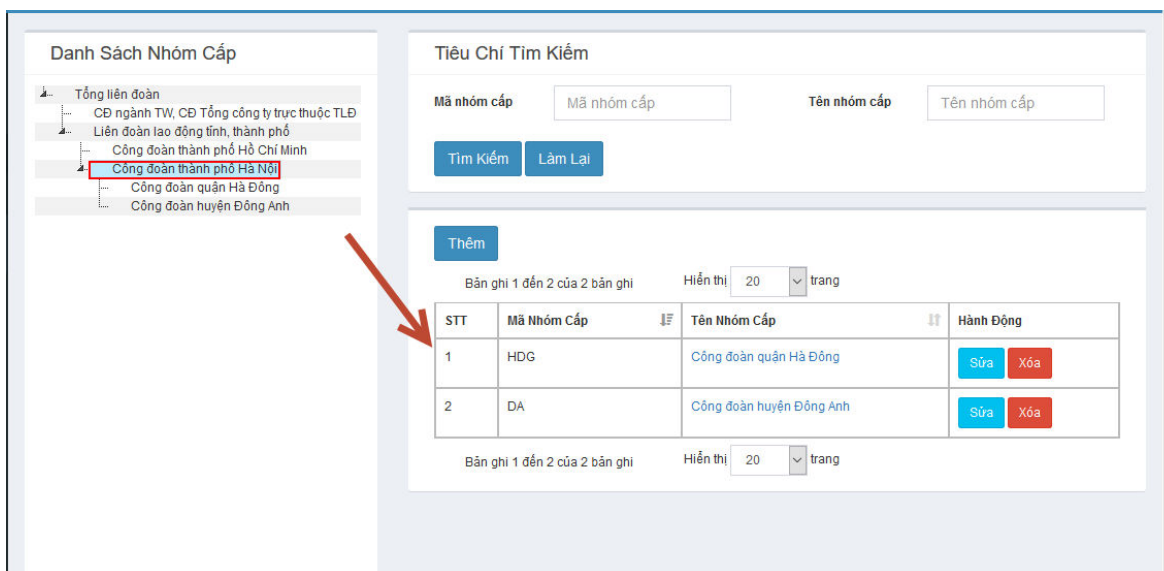 Danh Sách Nhóm Cấp
Tổng liên đoàn
CĐ ngành TW, CĐ Tổng công ty trực thuộc TLĐ
Liên đoàn lao động tỉnh, thành phố
Công đoàn thành phố Hồ Chí Minh
Công đoàn thành phố Hà Nội
Công đoàn quận Hà Đông
Công đoàn huyện Đông Anh
Tiêu Chí Tìm Kiếm
Mã nhóm cấp Mã nhóm cấp Tên nhóm cấp Tên nhóm cấp
Tìm Kiếm Làm Lại
Thêm
Bản ghi 1 đến 2 của 2 bản ghi Hiển thị 20 trang
STT Mã Nhóm Cấp Tên Nhóm Cấp Hành Động
1 HDG Công đoàn quận Hà Đông Sửa Xóa
2 DA Công đoàn huyện Đông Anh Sửa Xóa
Bản ghi 1 đến 2 của 2 bản ghi Hiển thị 20 trang